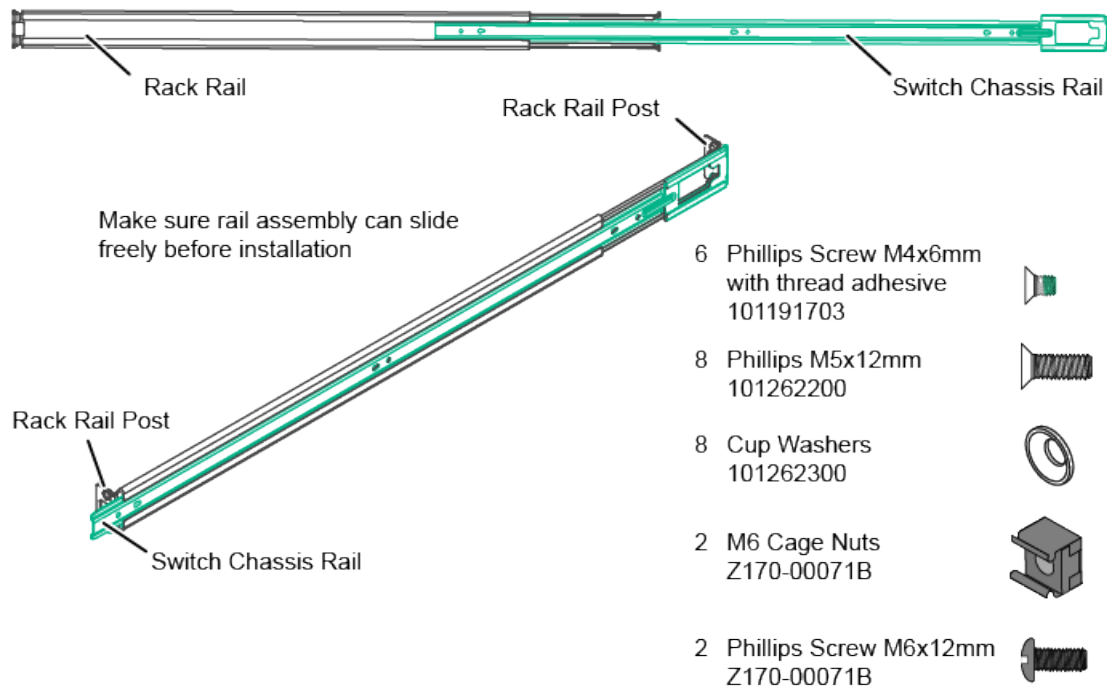 Rack Rail
Switch Chassis Rail
Rack Rail Post
Make sure rail assembly can slide
freely before installation
6 Phillips Screw M4x6mm
with thread adhesive
101191703
8 Phillips M5x12mm
101262200
Rack Rail Post
8 Cup Washers
101262300
Switch Chassis Rail
2 M6 Cage Nuts
Z170-00071B
2 Phillips Screw M6x12mm
Z170-00071B